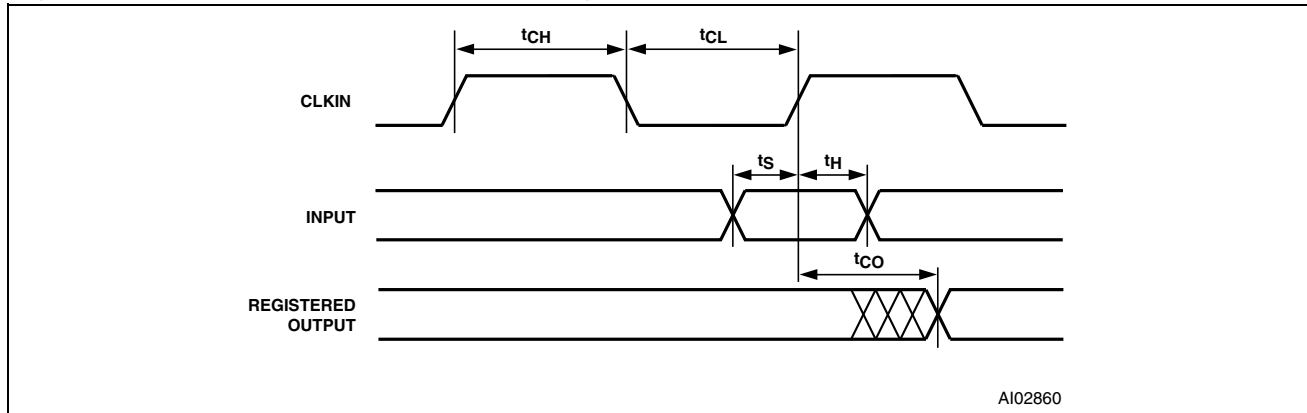 tCH tCL
CLKIN
tS tH
INPUT
tCO
REGISTERED
OUTPUT
AI02860